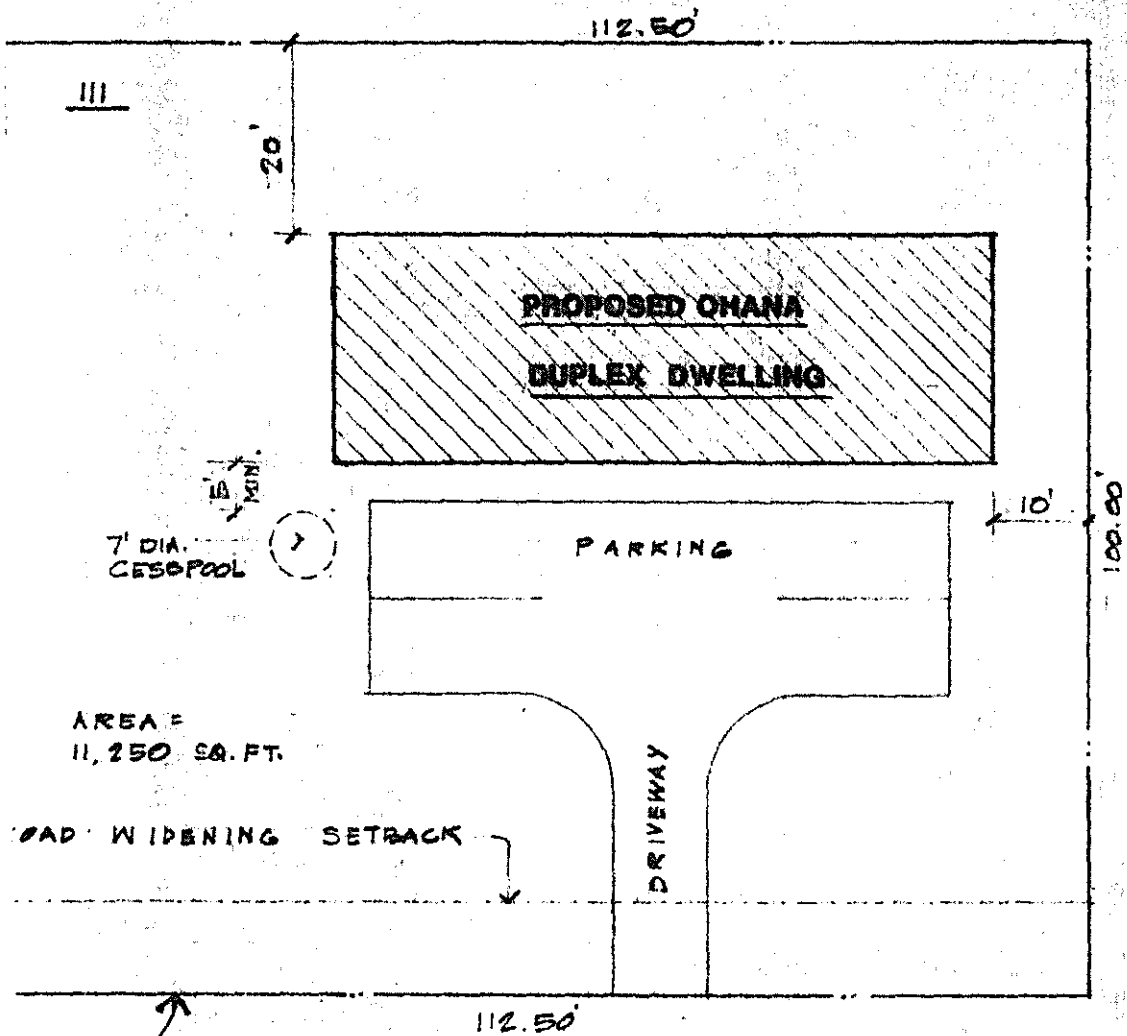 112.50'
111
20'
PROPOSED OHANA
DUPLEX DWELLING
MIN.
10'
100.00'
7' DIA.
CESSPOOL
PARKING
AREA =
11,250 SQ. FT.
OAD WIDENING SETBACK
DRIVEWAY
112.50'